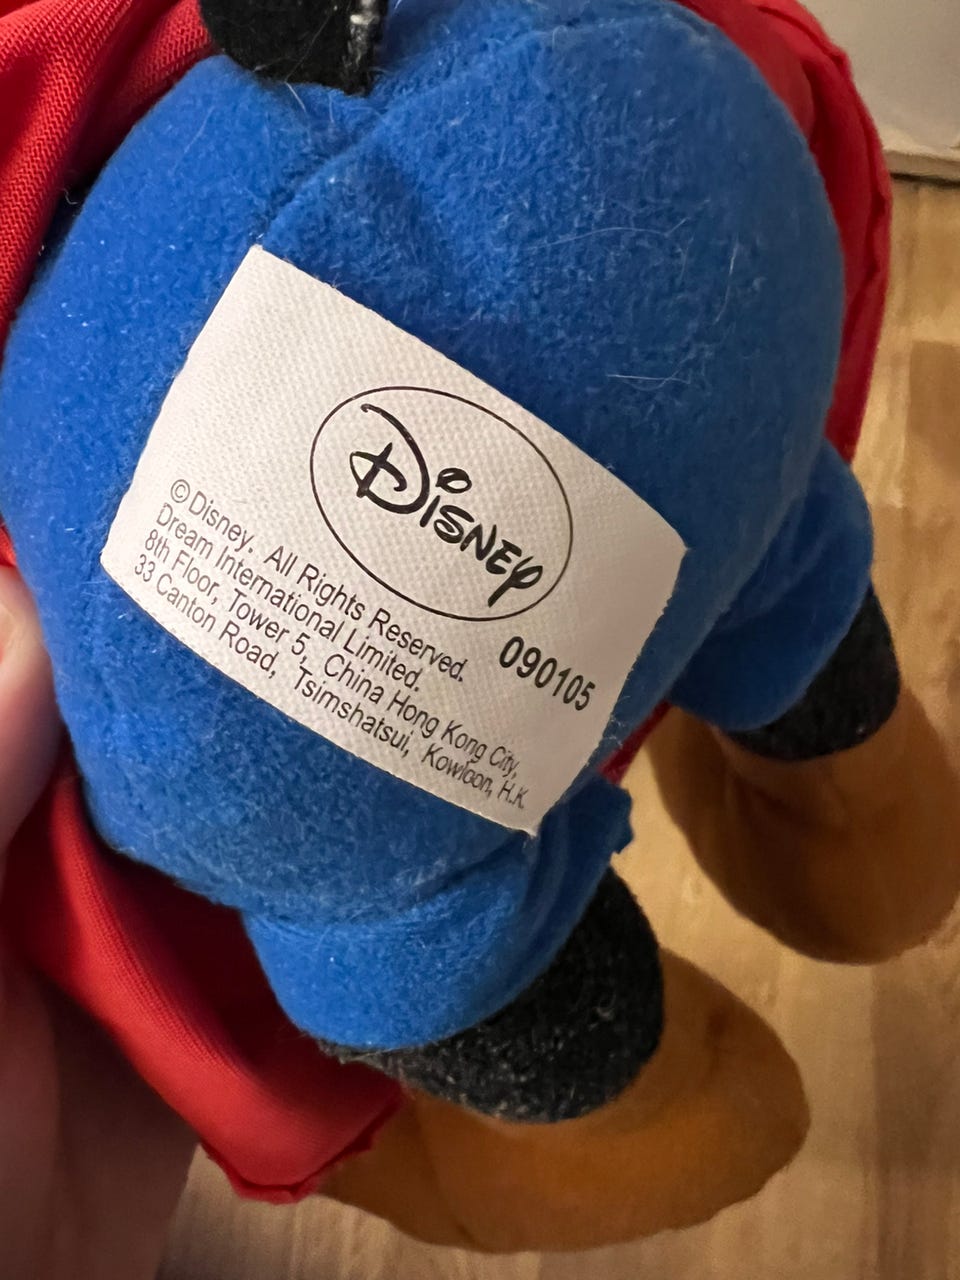 Disney
©Disney. All Rights Reserved.
Dream International Limited.
8th Floor, Tower 5, China Hong Kong City,
33 Canton Road, Tsimshatsui, Kowloon, H.K.
090105